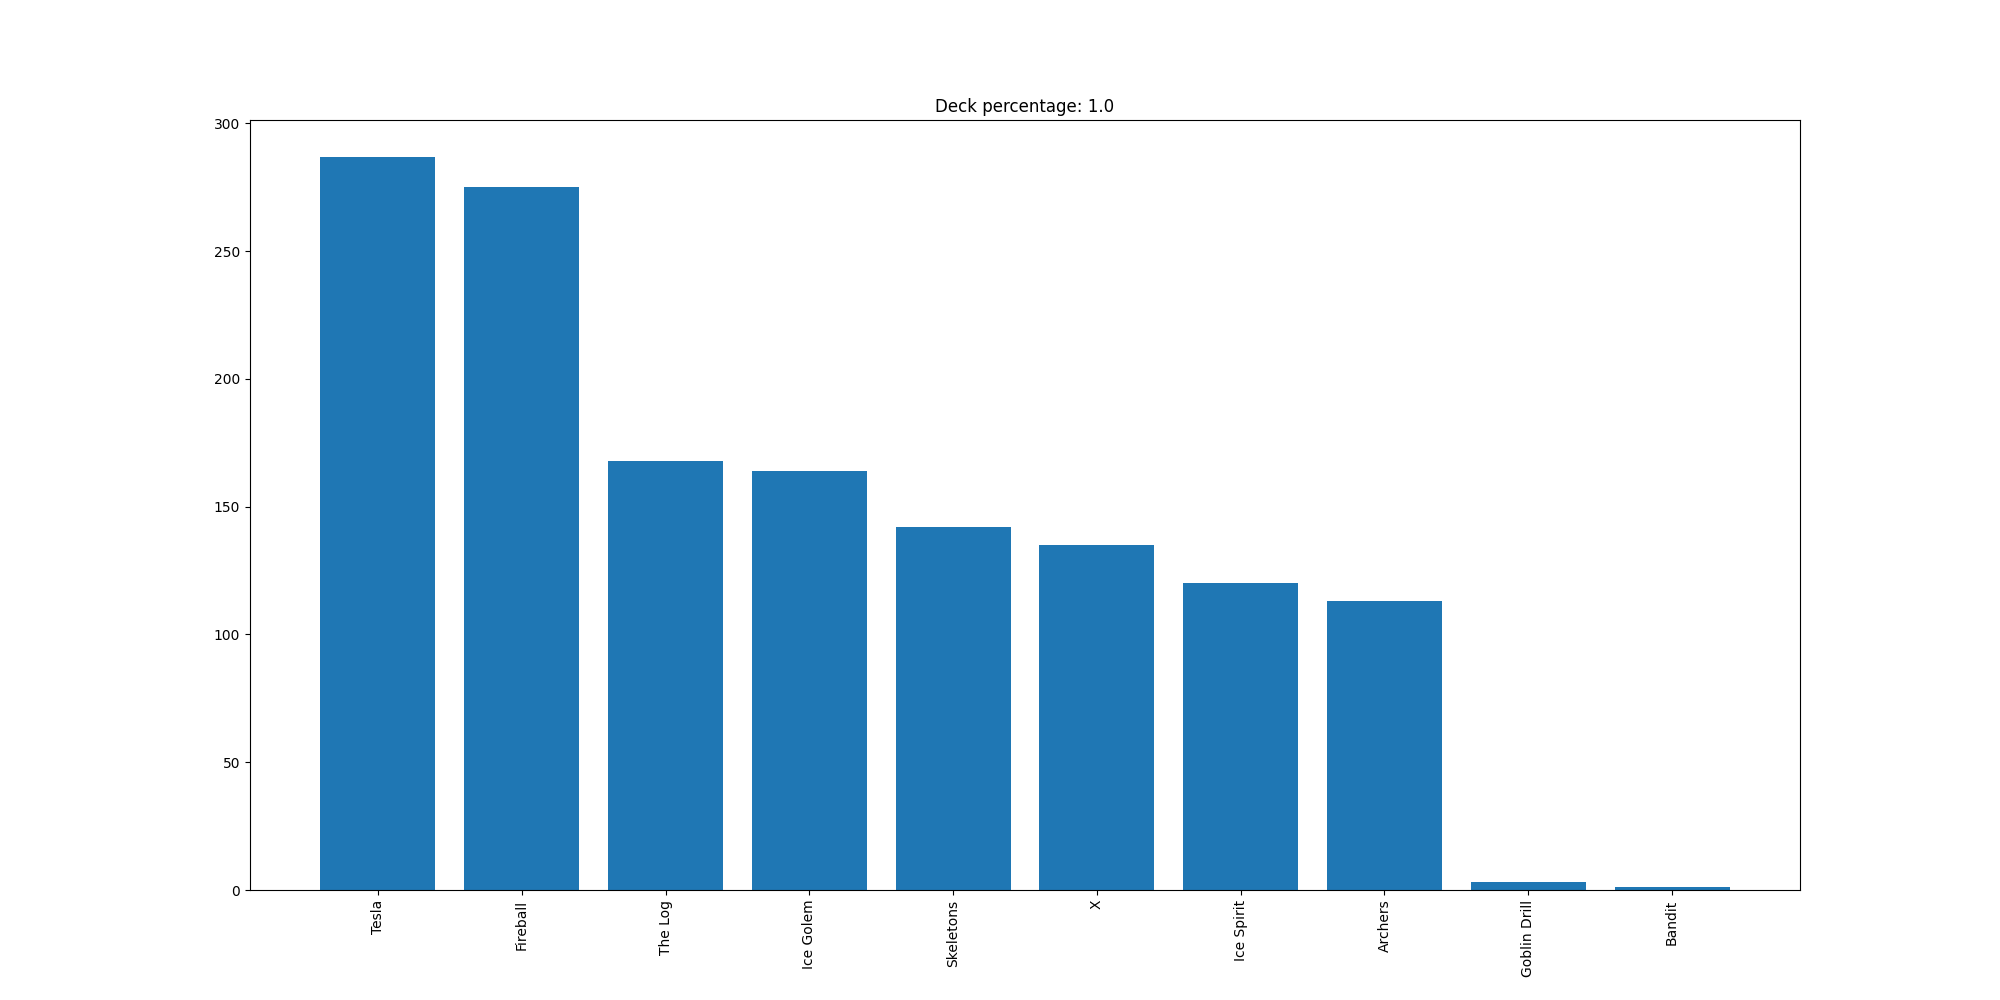 Deck percentage: 1.0
300
250
200
150
100
50
0
Tesla
Fireball
The Log
Ice Golem
Skeletons
X
Ice Spirit
Archers
Goblin Drill
Bandit